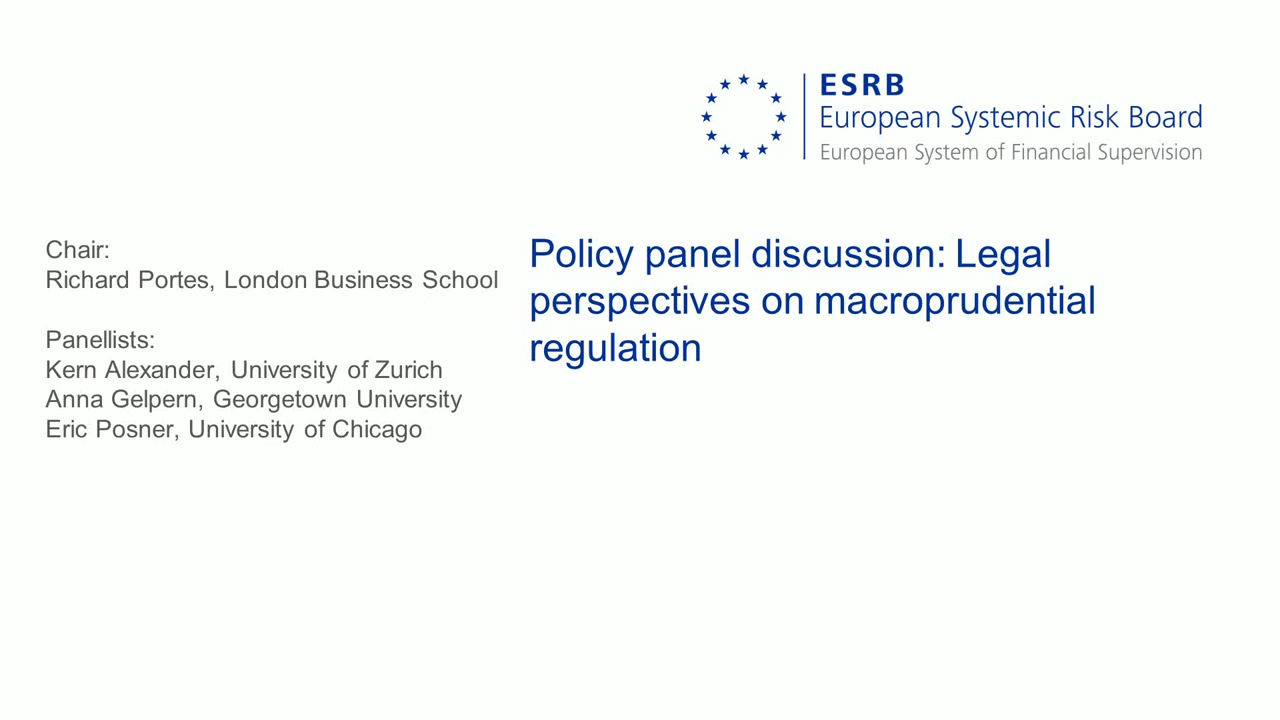 ESRB
European Systemic Risk Board
European System of Financial Supervision
Chair:
Richard Portes, London Business School
Panellists:
Kern Alexander, University of Zurich
Anna Gelpern, Georgetown University
Eric Posner, University of Chicago
Policy panel discussion: Legal
perspectives on macroprudential
regulation